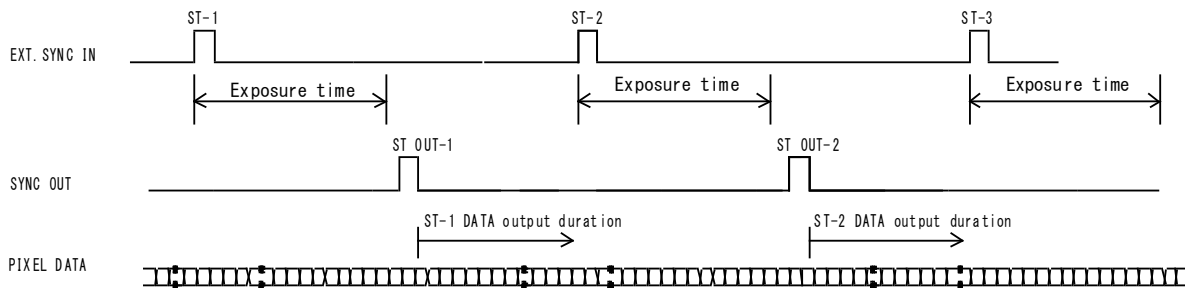 ST-1 ST-2 ST-3
EXT. SYNC IN
Exposure time Exposure time Exposure time
ST OUT-1 ST OUT-2
SYNC OUT
ST-1 DATA output duration ST-2 DATA output duration
PIXEL DATA